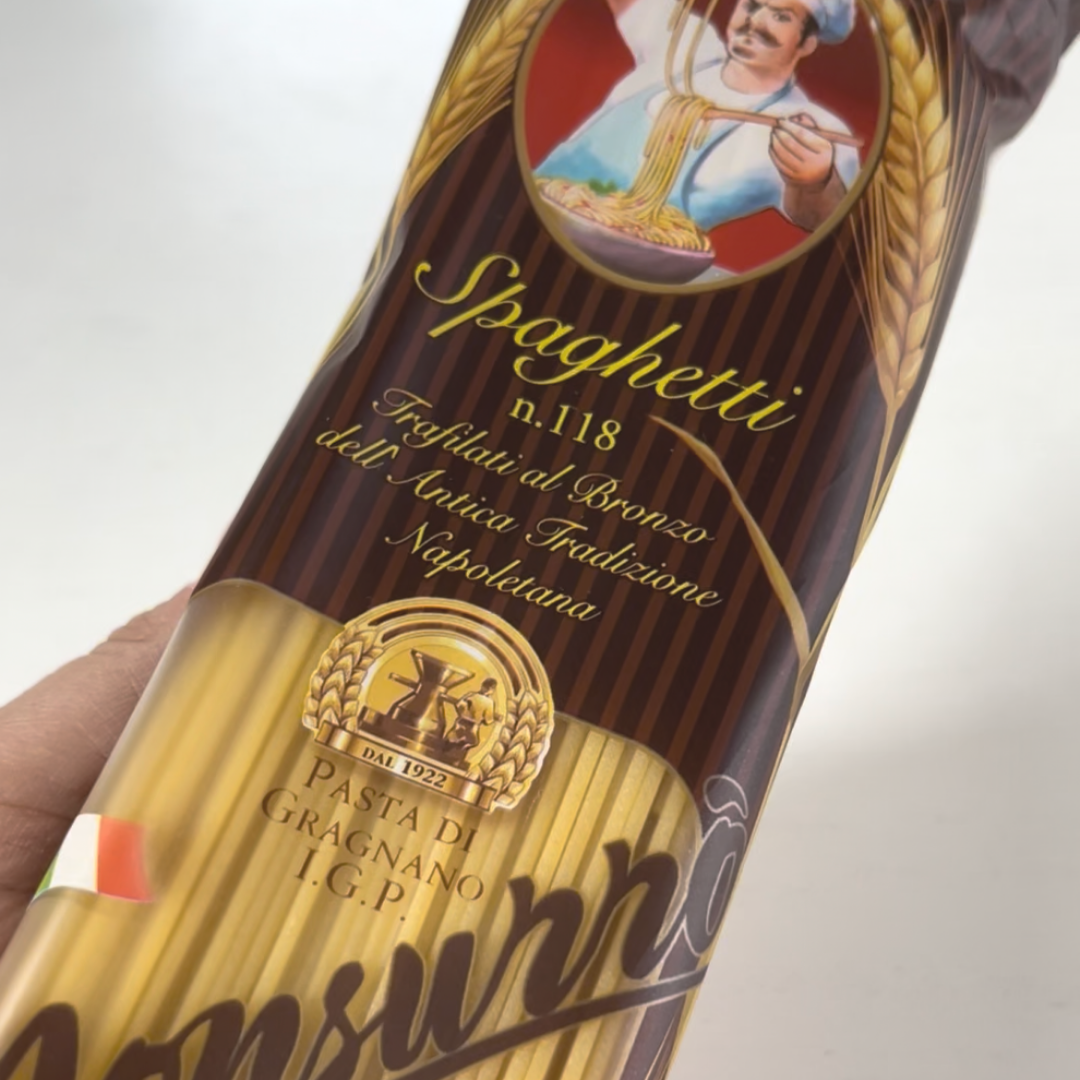 Spaghetti
n.118
Trafilati al Bronzo
dell' Antica Tradizione
Napoletana
DAL 1922
PASTA DI
GRAGNANO
I.G.P.